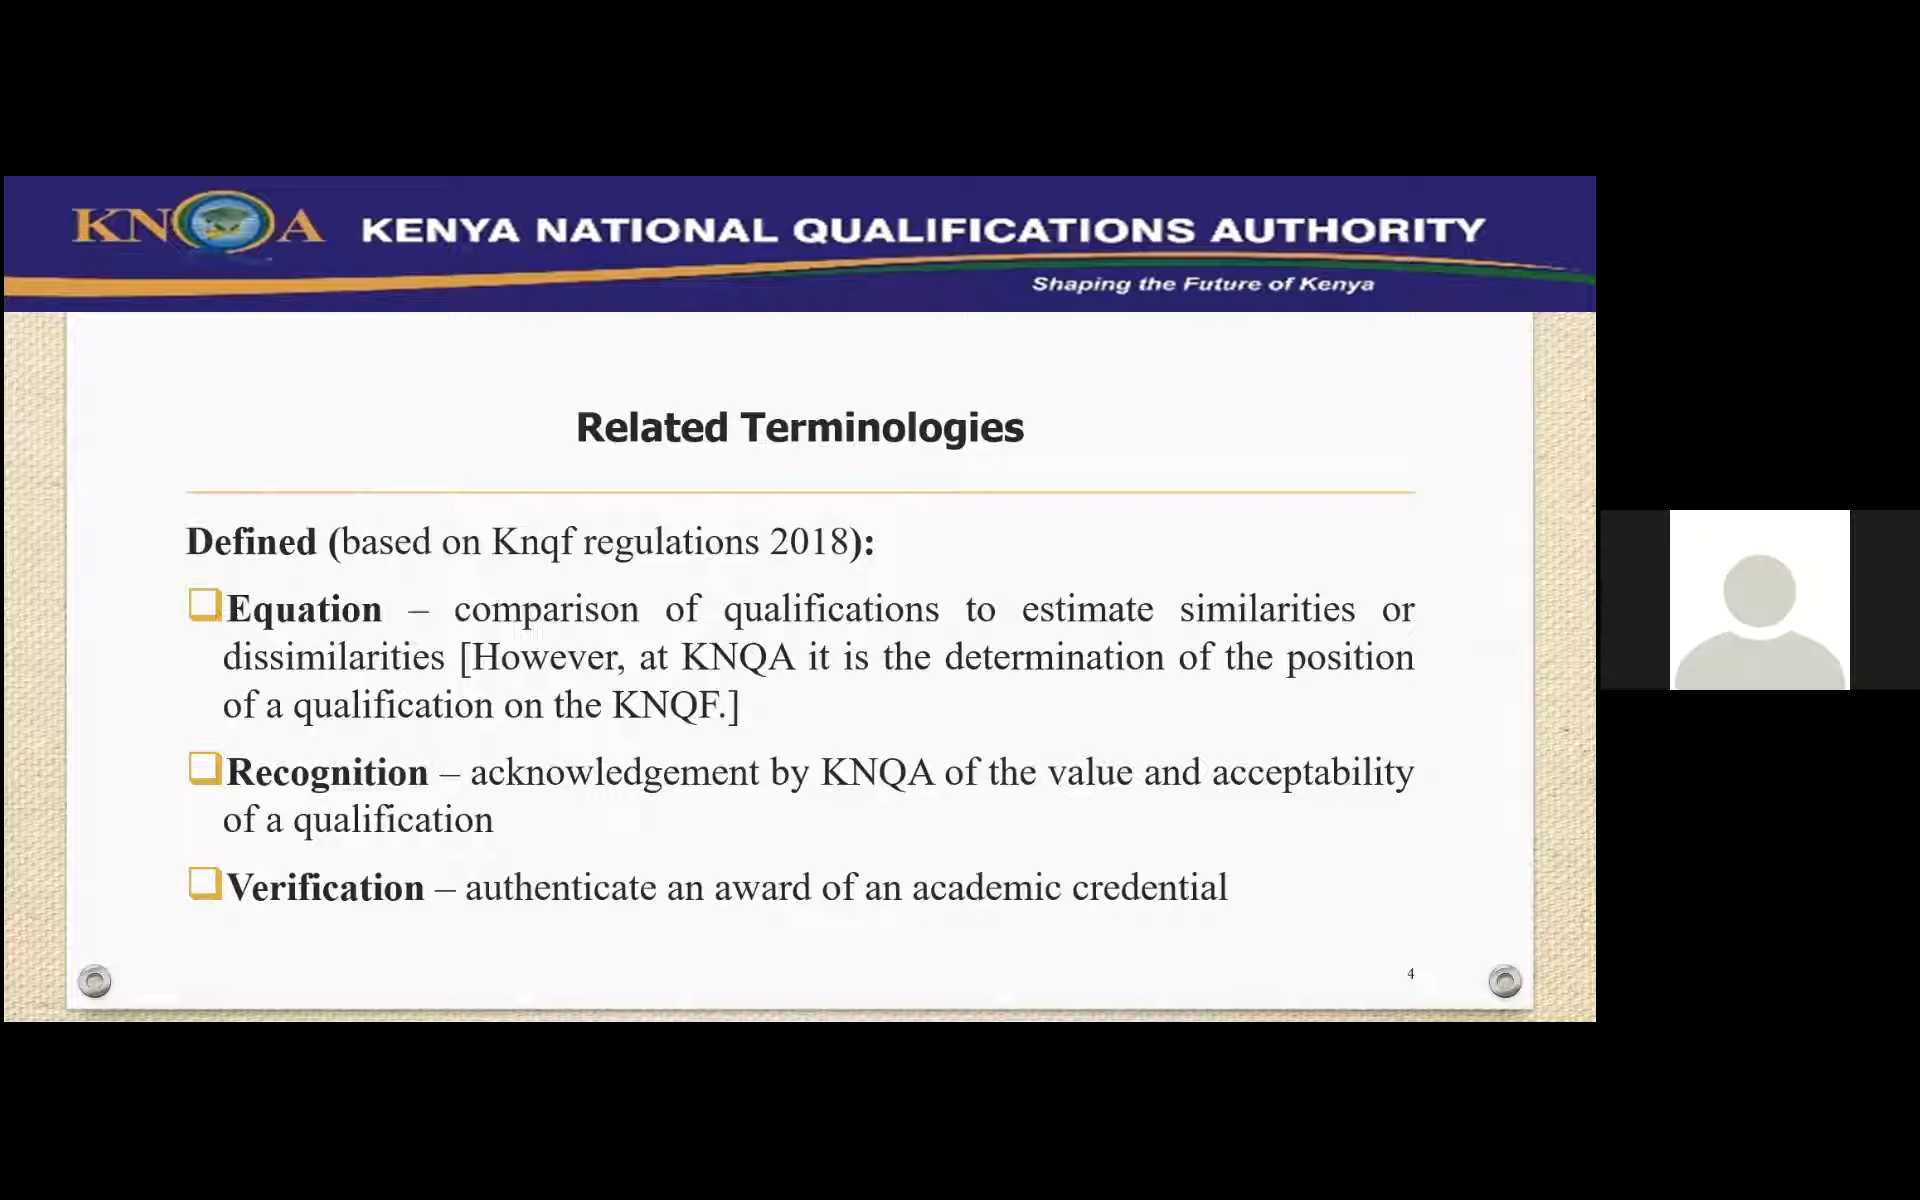 KNQA KENYA NATIONAL QUALIFICATIONS AUTHORITY
Shaping the Future of Kenya
Related Terminologies
Defined (based on Knqf regulations 2018):
Equation – comparison of qualifications to estimate similarities or
dissimilarities [However, at KNQA it is the determination of the position
of a qualification on the KNQF.]
Recognition – acknowledgement by KNQA of the value and acceptability
of a qualification
Verification – authenticate an award of an academic credential
4